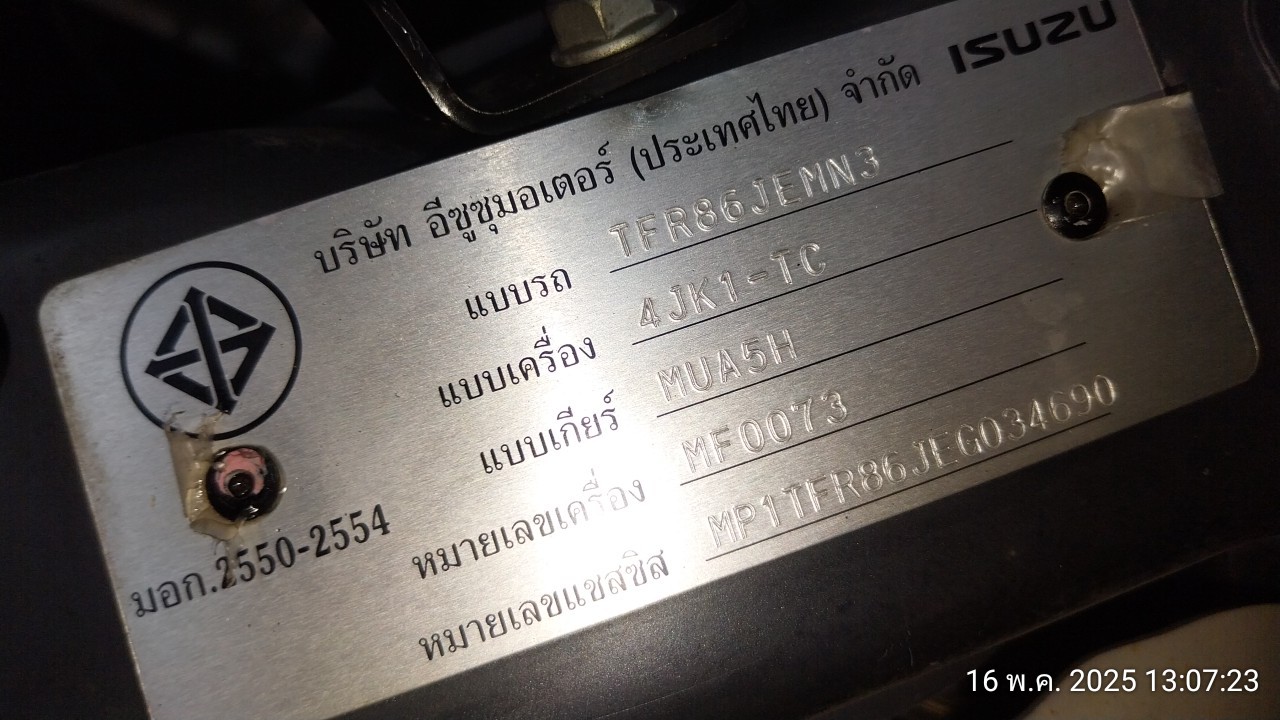 ISUZU
บริษัท อีซูซุมอเตอร์ (ประเทศไทย) จำกัด
แบบรถ TFR86JEMN3
แบบเครื่อง 4JK1-TC
แบบเกียร์ MUA5H
หมายเลขเครื่อง MF0073
หมายเลขแชสซิส MP1TFR86JEG034690
มอก.2550-2554
16 พ.ค. 2025 13:07:23